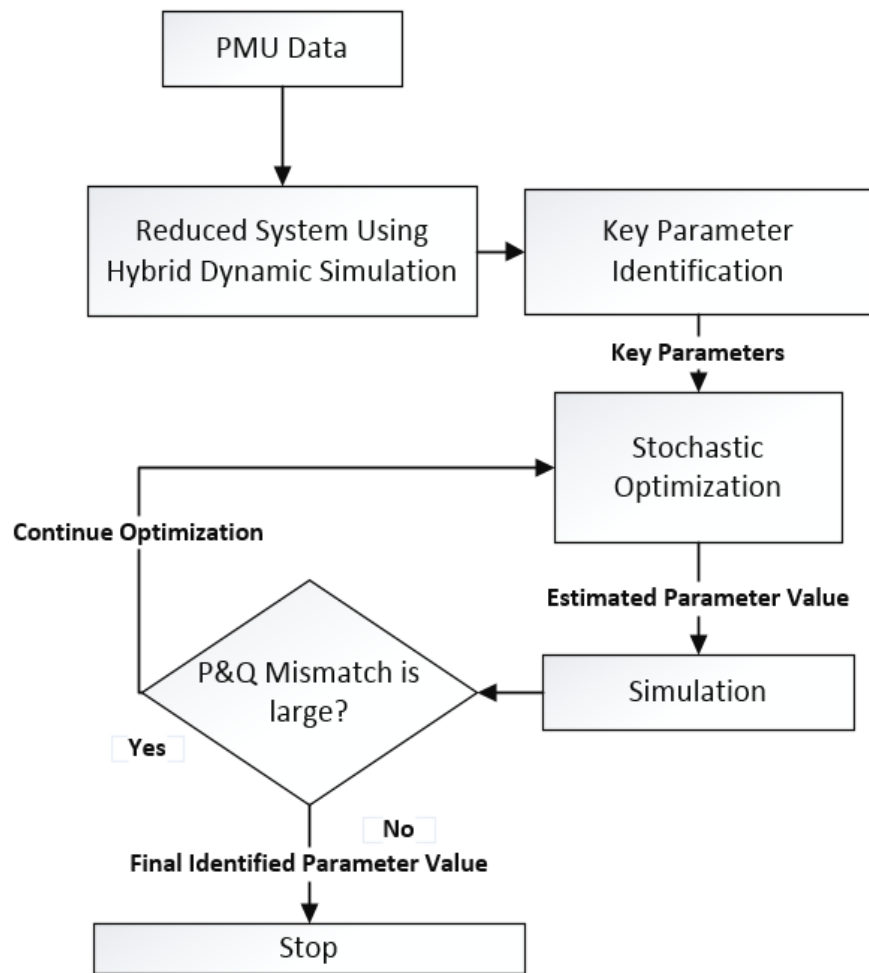 PMU Data
Reduced System Using
Hybrid Dynamic Simulation
Key Parameter
Identification
Key Parameters
Stochastic
Optimization
Continue Optimization
Estimated Parameter Value
P&Q Mismatch is
large?
Simulation
Yes
No
Final Identified Parameter Value
Stop